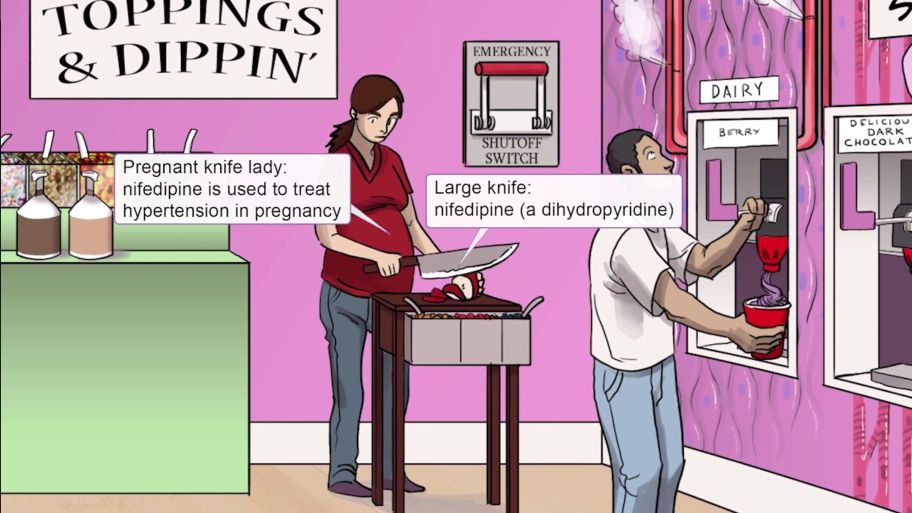 TOPPINGS
& DIPPIN'
EMERGENCY
SHUTOFF
SWITCH
DAIRY
BERRY
DELICIOUS
DARK
CHOCOLAT
Pregnant knife lady:
nifedipine is used to treat
hypertension in pregnancy
Large knife:
nifedipine (a dihydropyridine)